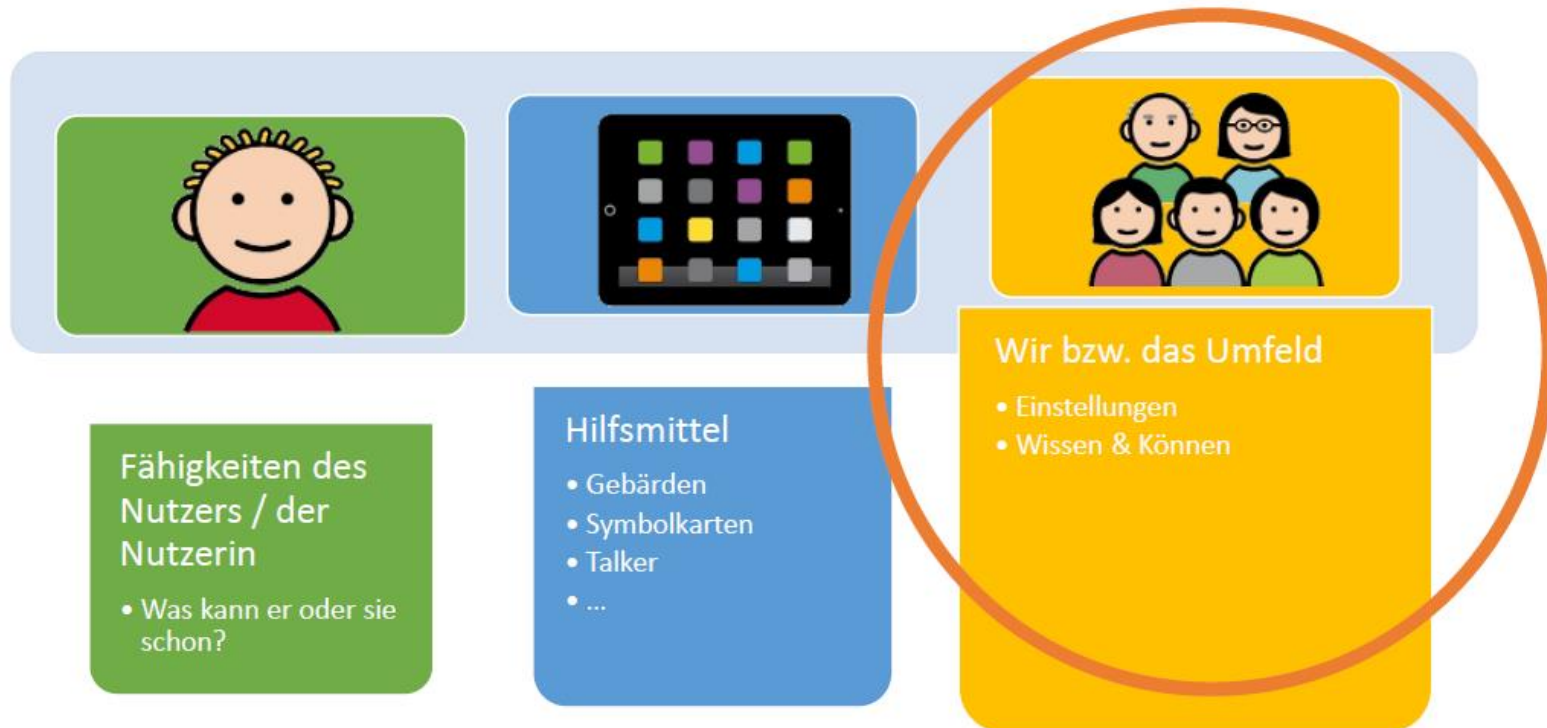 Fähigkeiten des
Nutzers / der
Nutzerin
• Was kann er oder sie
schon?
Hilfsmittel
• Gebärden
• Symbolkarten
• Talker
• ...
Wir bzw. das Umfeld
• Einstellungen
• Wissen & Können